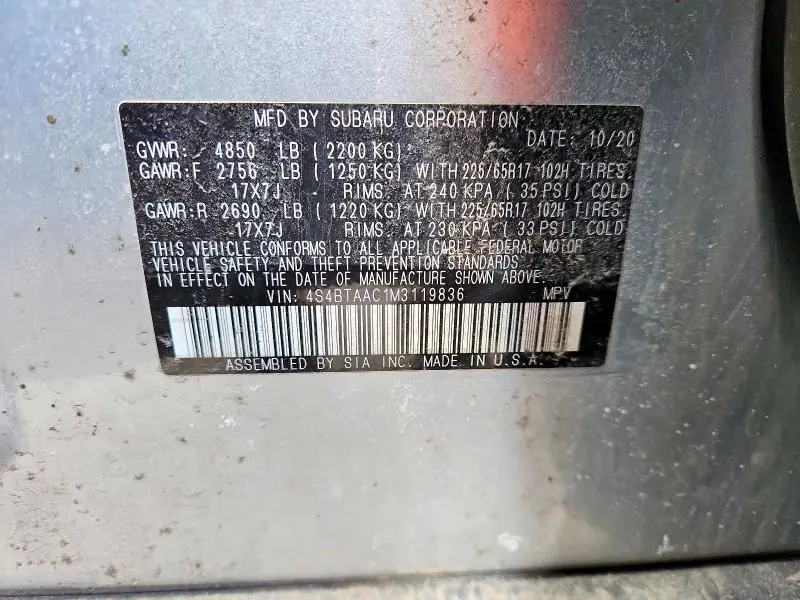 MFD BY SUBARU CORPORATION
DATE: 10/20
GVWR: 4850 LB ( 2200 KG)
GAWR:F 2756 LB ( 1250 KG) WITH 225/65R17 102H TIRES
17X7J RIMS. AT 240 KPA ( 35 PSI) COLD
GAWR:R 2690 LB ( 1220 KG) WITH 225/65R17 102H TIRES
17X7J RIMS. AT 230 KPA ( 33 PSI) COLD
THIS VEHICLE CONFORMS TO ALL APPLICABLE FEDERAL MOTOR
VEHICLE SAFETY AND THEFT PREVENTION STANDARDS
IN EFFECT ON THE DATE OF MANUFACTURE SHOWN ABOVE.
VIN: 4S4BTAAC1M3119836 MPV
ASSEMBLED BY SIA INC. MADE IN U.S.A.